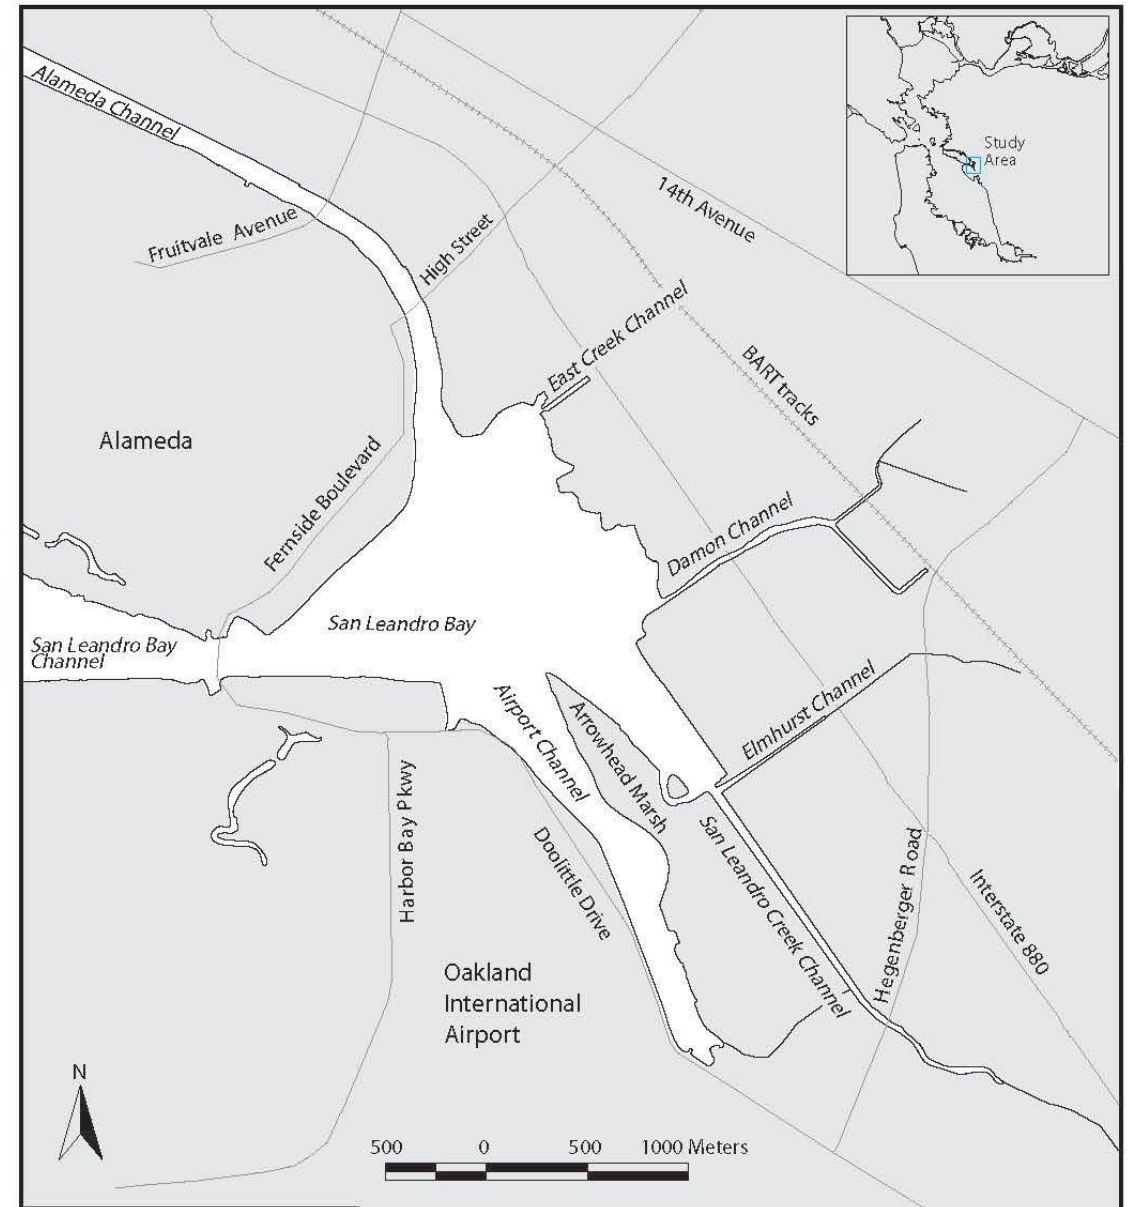 Alameda Channel
Study
Area
14th Avenue
Fruitvale Avenue
High Street
East Creek Channel
BART tracks
Alameda
Fernside Boulevard
Damon Channel
San Leandro Bay
San Leandro Bay
Channel
Elmhurst Channel
Airport Channel
Arrowhead Marsh
Harbor Bay Pkwy
Doolittle Drive
San Leandro Creek Channel
Hegenberger Road
Interstate 880
Oakland
International
Airport
N
500 0 500 1000 Meters